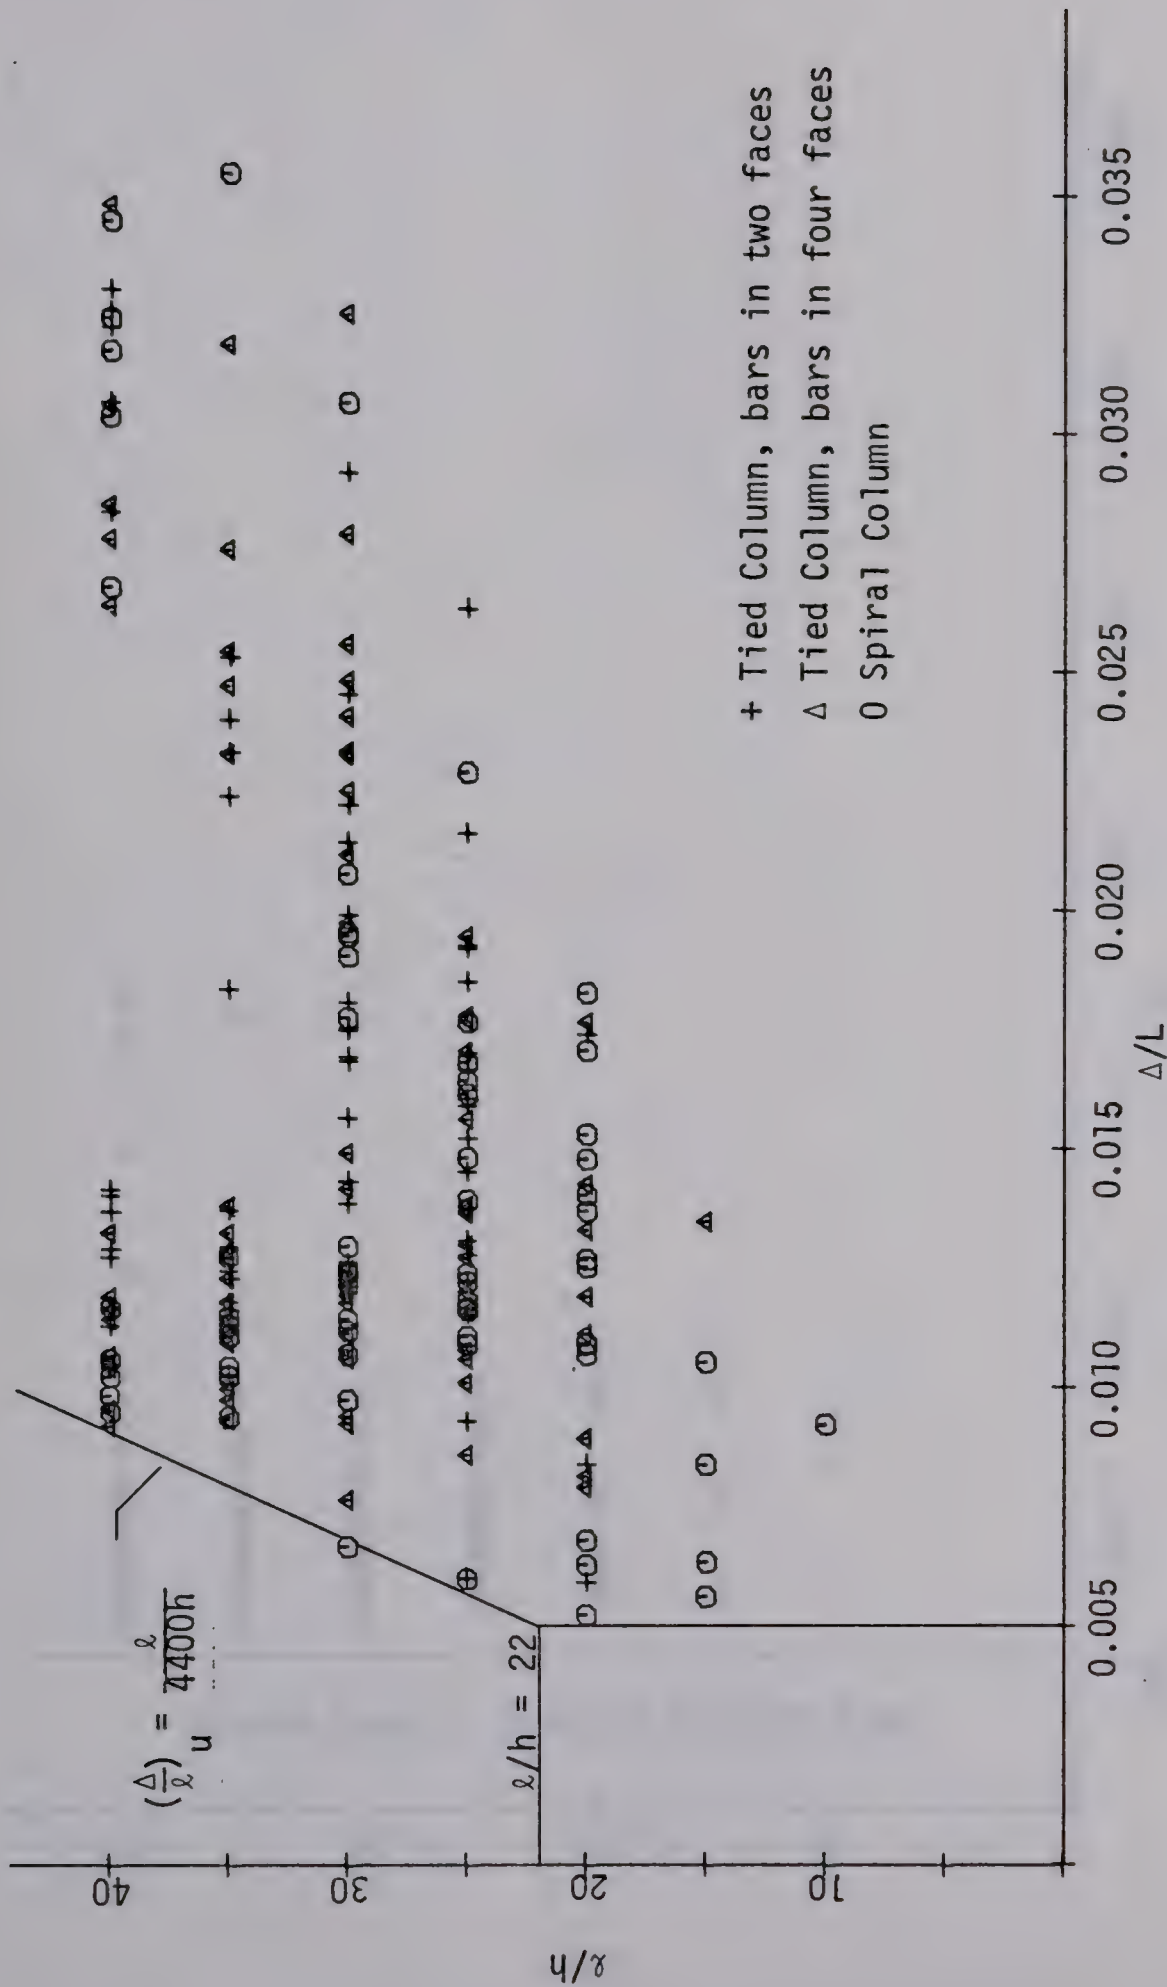 (Δ/ℓ)u = ℓ/4400h
ℓ/h = 22
+ Tied Column, bars in two faces
Δ Tied Column, bars in four faces
O Spiral Column
ℓ/h
40
30
20
10
0.005
0.010
0.015
0.020
0.025
0.030
0.035
Δ/L